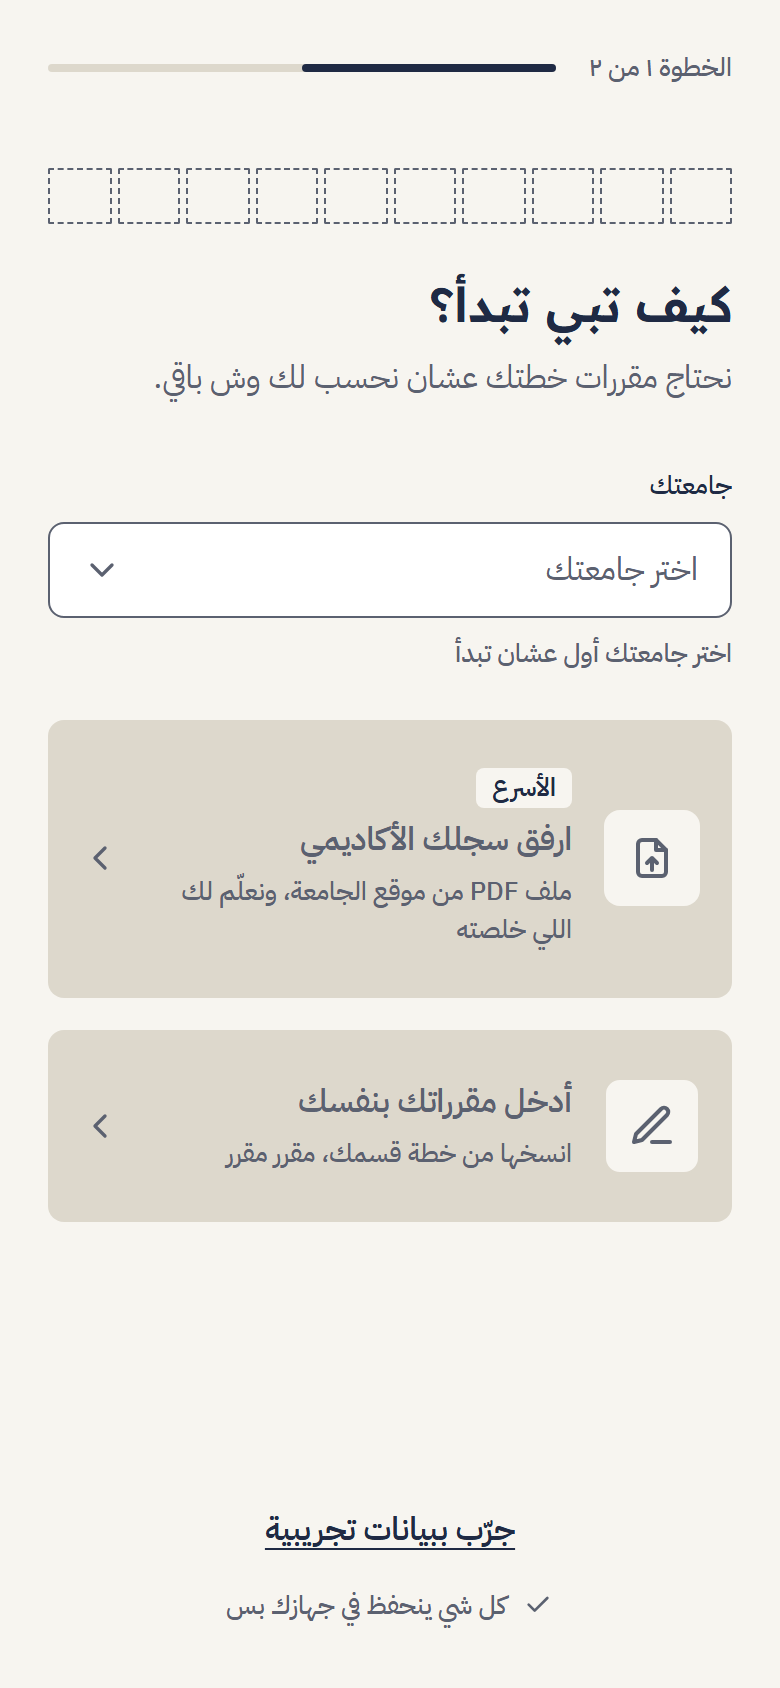 الخطوة ١ من ٢
كيف تبي تبدأ؟
نحتاج مقررات خطتك عشان نحسب لك وش باقي.
جامعتك
اختر جامعتك
اختر جامعتك أول عشان تبدأ
الأسرع
ارفق سجلك الأكاديمي
ملف PDF من موقع الجامعة، ونعلّم لك
اللي خلصته
أدخل مقرراتك بنفسك
انسخها من خطة قسمك، مقرر مقرر
جرّب ببيانات تجريبية
كل شي ينحفظ في جهازك بس